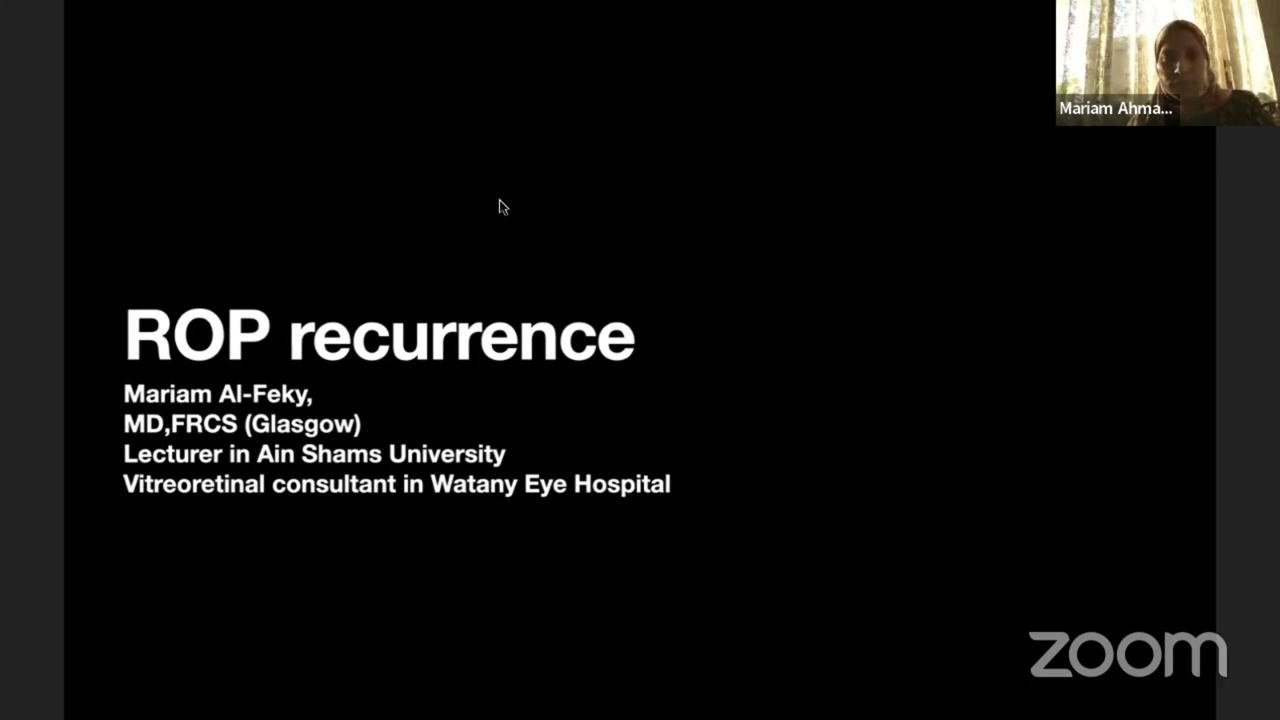 Mariam Ahma...
ROP recurrence
Mariam Al-Feky,
MD,FRCS (Glasgow)
Lecturer in Ain Shams University
Vitreoretinal consultant in Watany Eye Hospital
zoom